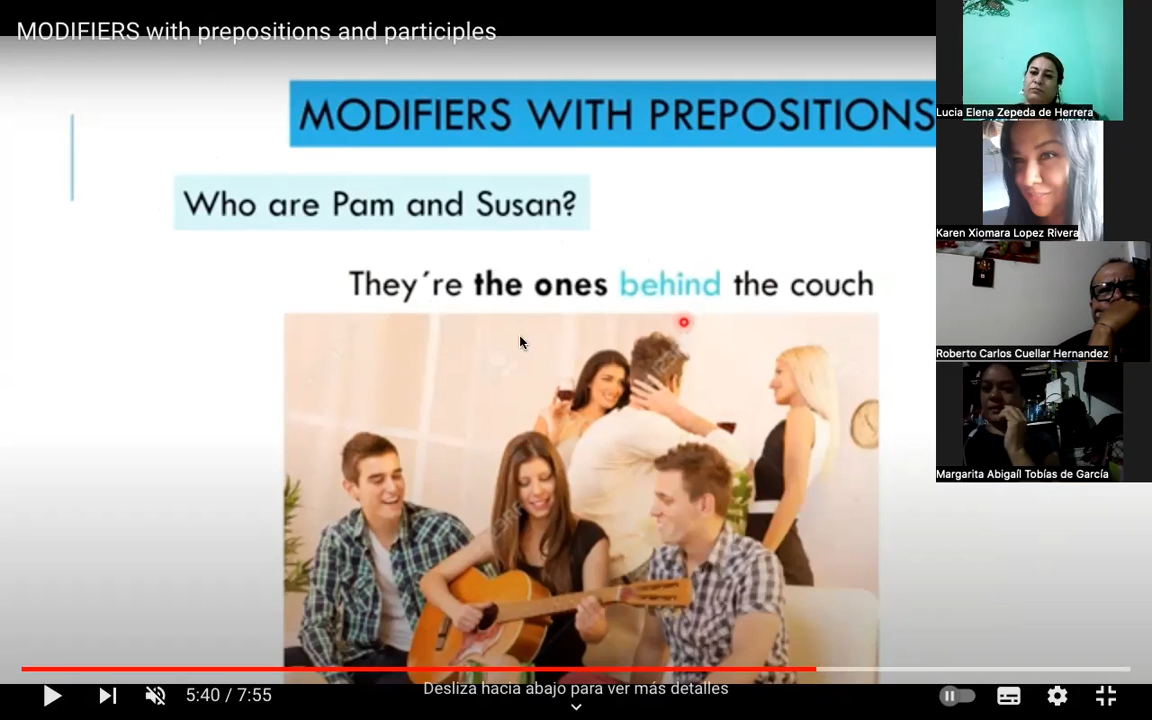 MODIFIERS with prepositions and participles
MODIFIERS WITH PREPOSITIONS
Who are Pam and Susan?
They´re the ones behind the couch
Lucia Elena Zepeda de Herrera
Karen Xiomara Lopez Rivera
Roberto Carlos Cuellar Hernandez
Margarita Abigaíl Tobías de García
5:40 / 7:55
Desliza hacia abajo para ver más detalles